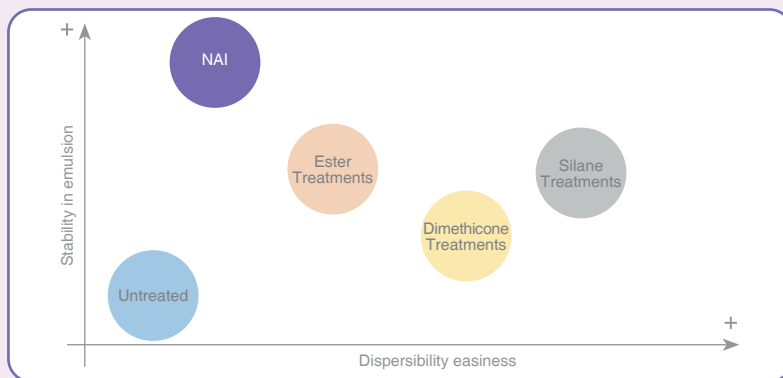 +
NAI
Stability in emulsion
Ester
Treatments
Silane
Treatments
Dimethicone
Treatments
Untreated
+
Dispersibility easiness